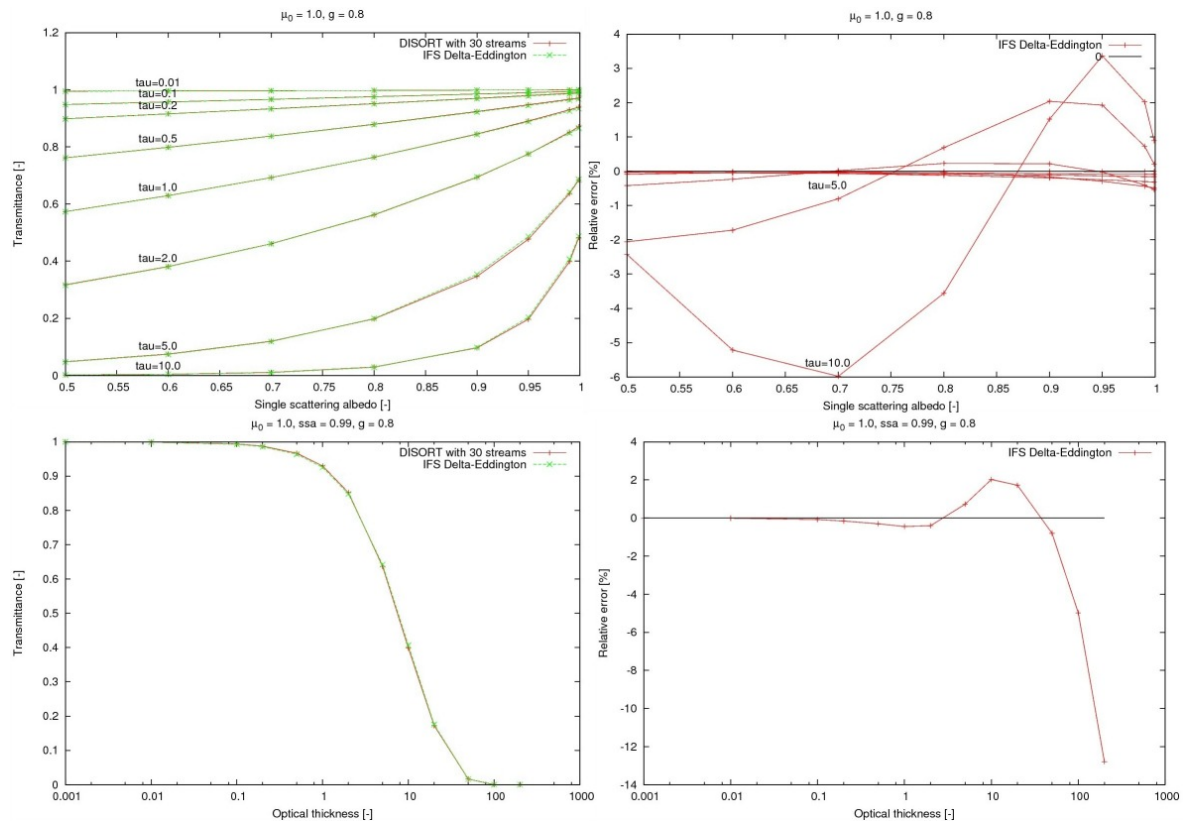 μ0 = 1.0, g = 0.8
DISORT with 30 streams
IFS Delta-Eddington
1.2
1
0.8
0.6
0.4
0.2
0
Transmittance [-]
tau=0.01
tau=0.1
tau=0.2
tau=0.5
tau=1.0
tau=2.0
tau=5.0
tau=10.0
0.5 0.55 0.6 0.65 0.7 0.75 0.8 0.85 0.9 0.95 1
Single scattering albedo [-]
μ0 = 1.0, g = 0.8
IFS Delta-Eddington
0
4
3
2
1
0
-1
-2
-3
-4
-5
-6
Relative error [%]
tau=5.0
tau=10.0
0.5 0.55 0.6 0.65 0.7 0.75 0.8 0.85 0.9 0.95 1
Single scattering albedo [-]
μ0 = 1.0, ssa = 0.99, g = 0.8
DISORT with 30 streams
IFS Delta-Eddington
1
0.9
0.8
0.7
0.6
0.5
0.4
0.3
0.2
0.1
0
Transmittance [-]
0.001 0.01 0.1 1 10 100 1000
Optical thickness [-]
μ0 = 1.0, ssa = 0.99, g = 0.8
IFS Delta-Eddington
4
2
0
-2
-4
-6
-8
-10
-12
-14
Relative error [%]
0.001 0.01 0.1 1 10 100 1000
Optical thickness [-]